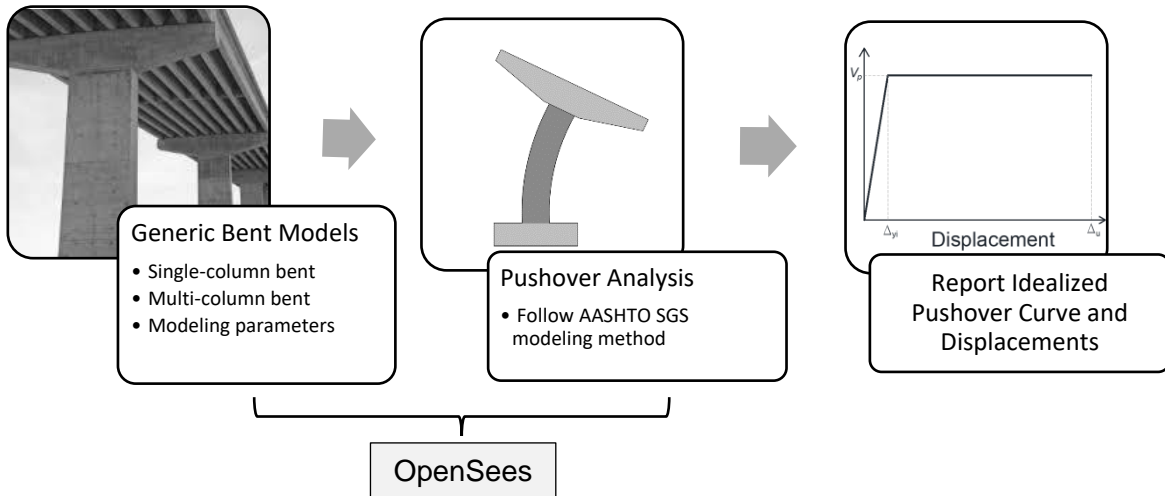 Generic Bent Models
• Single-column bent
• Multi-column bent
• Modeling parameters
Pushover Analysis
• Follow AASHTO SGS
modeling method
Vp
Δyi
Displacement
Δu
Report Idealized
Pushover Curve and
Displacements
OpenSees